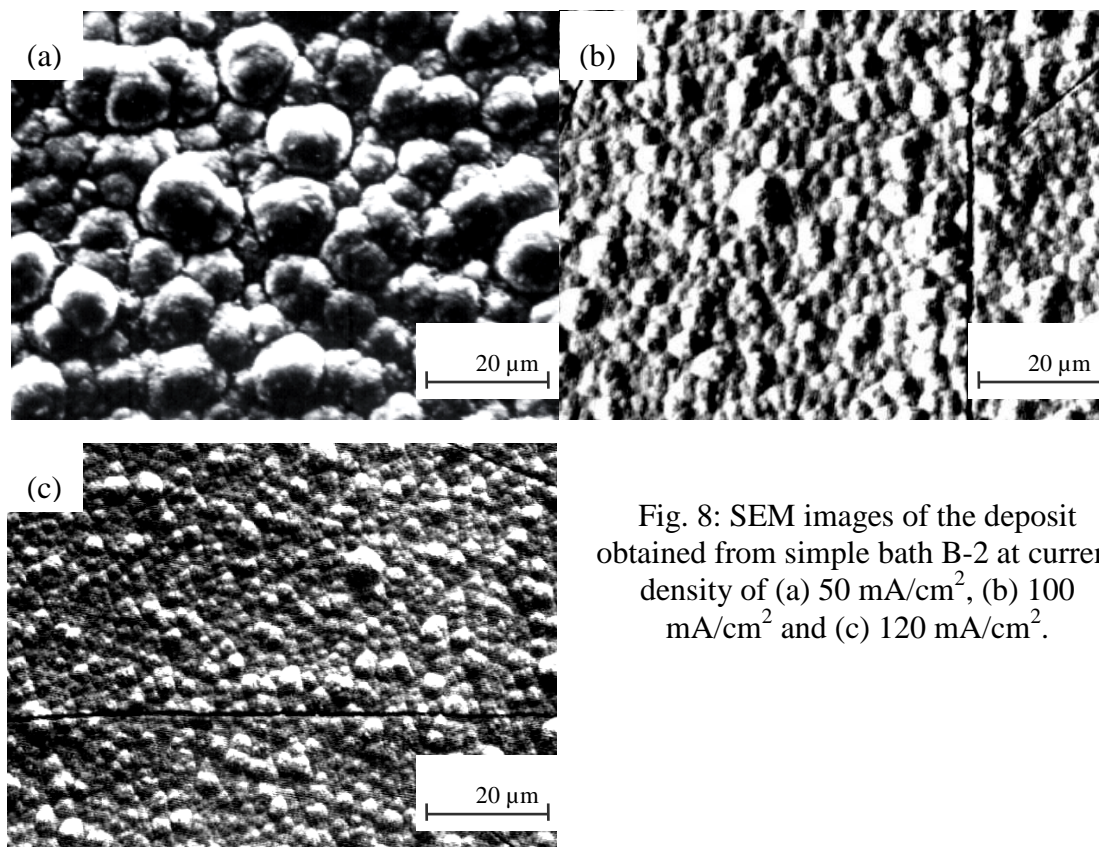 (a)
(b)
20 µm
20 µm
(c)
20 µm
Fig. 8: SEM images of the deposit
obtained from simple bath B-2 at curren
density of (a) 50 mA/cm², (b) 100
mA/cm² and (c) 120 mA/cm².